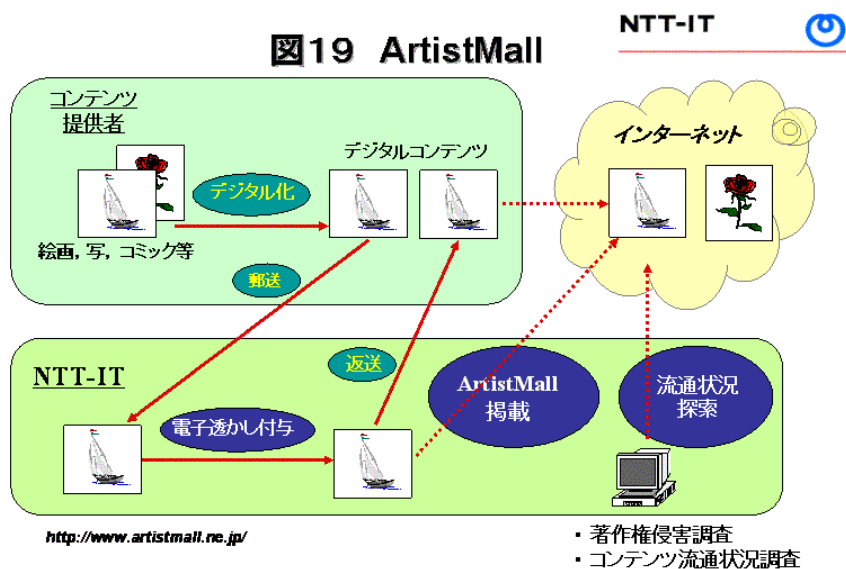 NTT-IT
図19 ArtistMall
コンテンツ
提供者
デジタルコンテンツ
インターネット
デジタル化
絵画,写,コミック等
郵送
NTT-IT
返送
ArtistMall
掲載
流通状況
探索
電子透かし付与
http://www.artistmall.ne.jp/
・著作権侵害調査
・コンテンツ流通状況調査